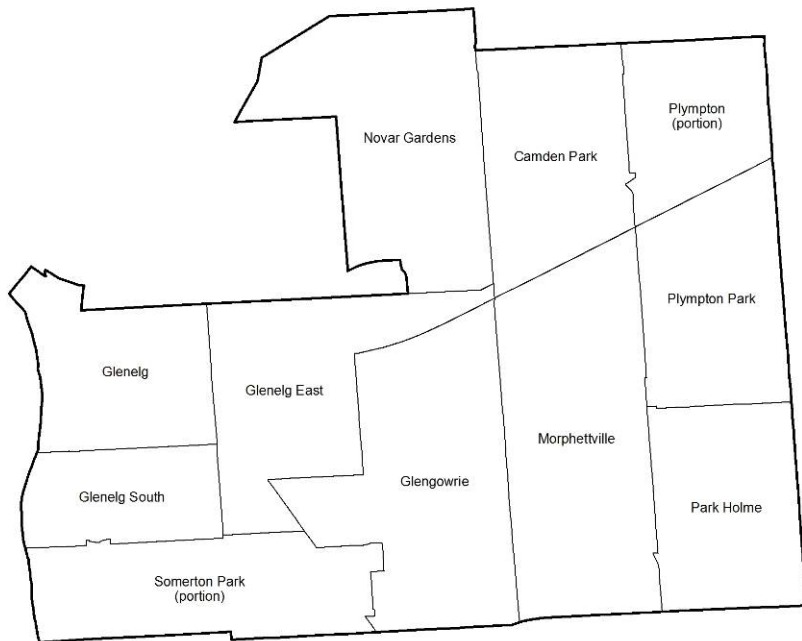 Plympton
(portion)
Novar Gardens
Camden Park
Plympton Park
Glenelg
Glenelg East
Morphettville
Glengowrie
Glenelg South
Park Holme
Somerton Park
(portion)